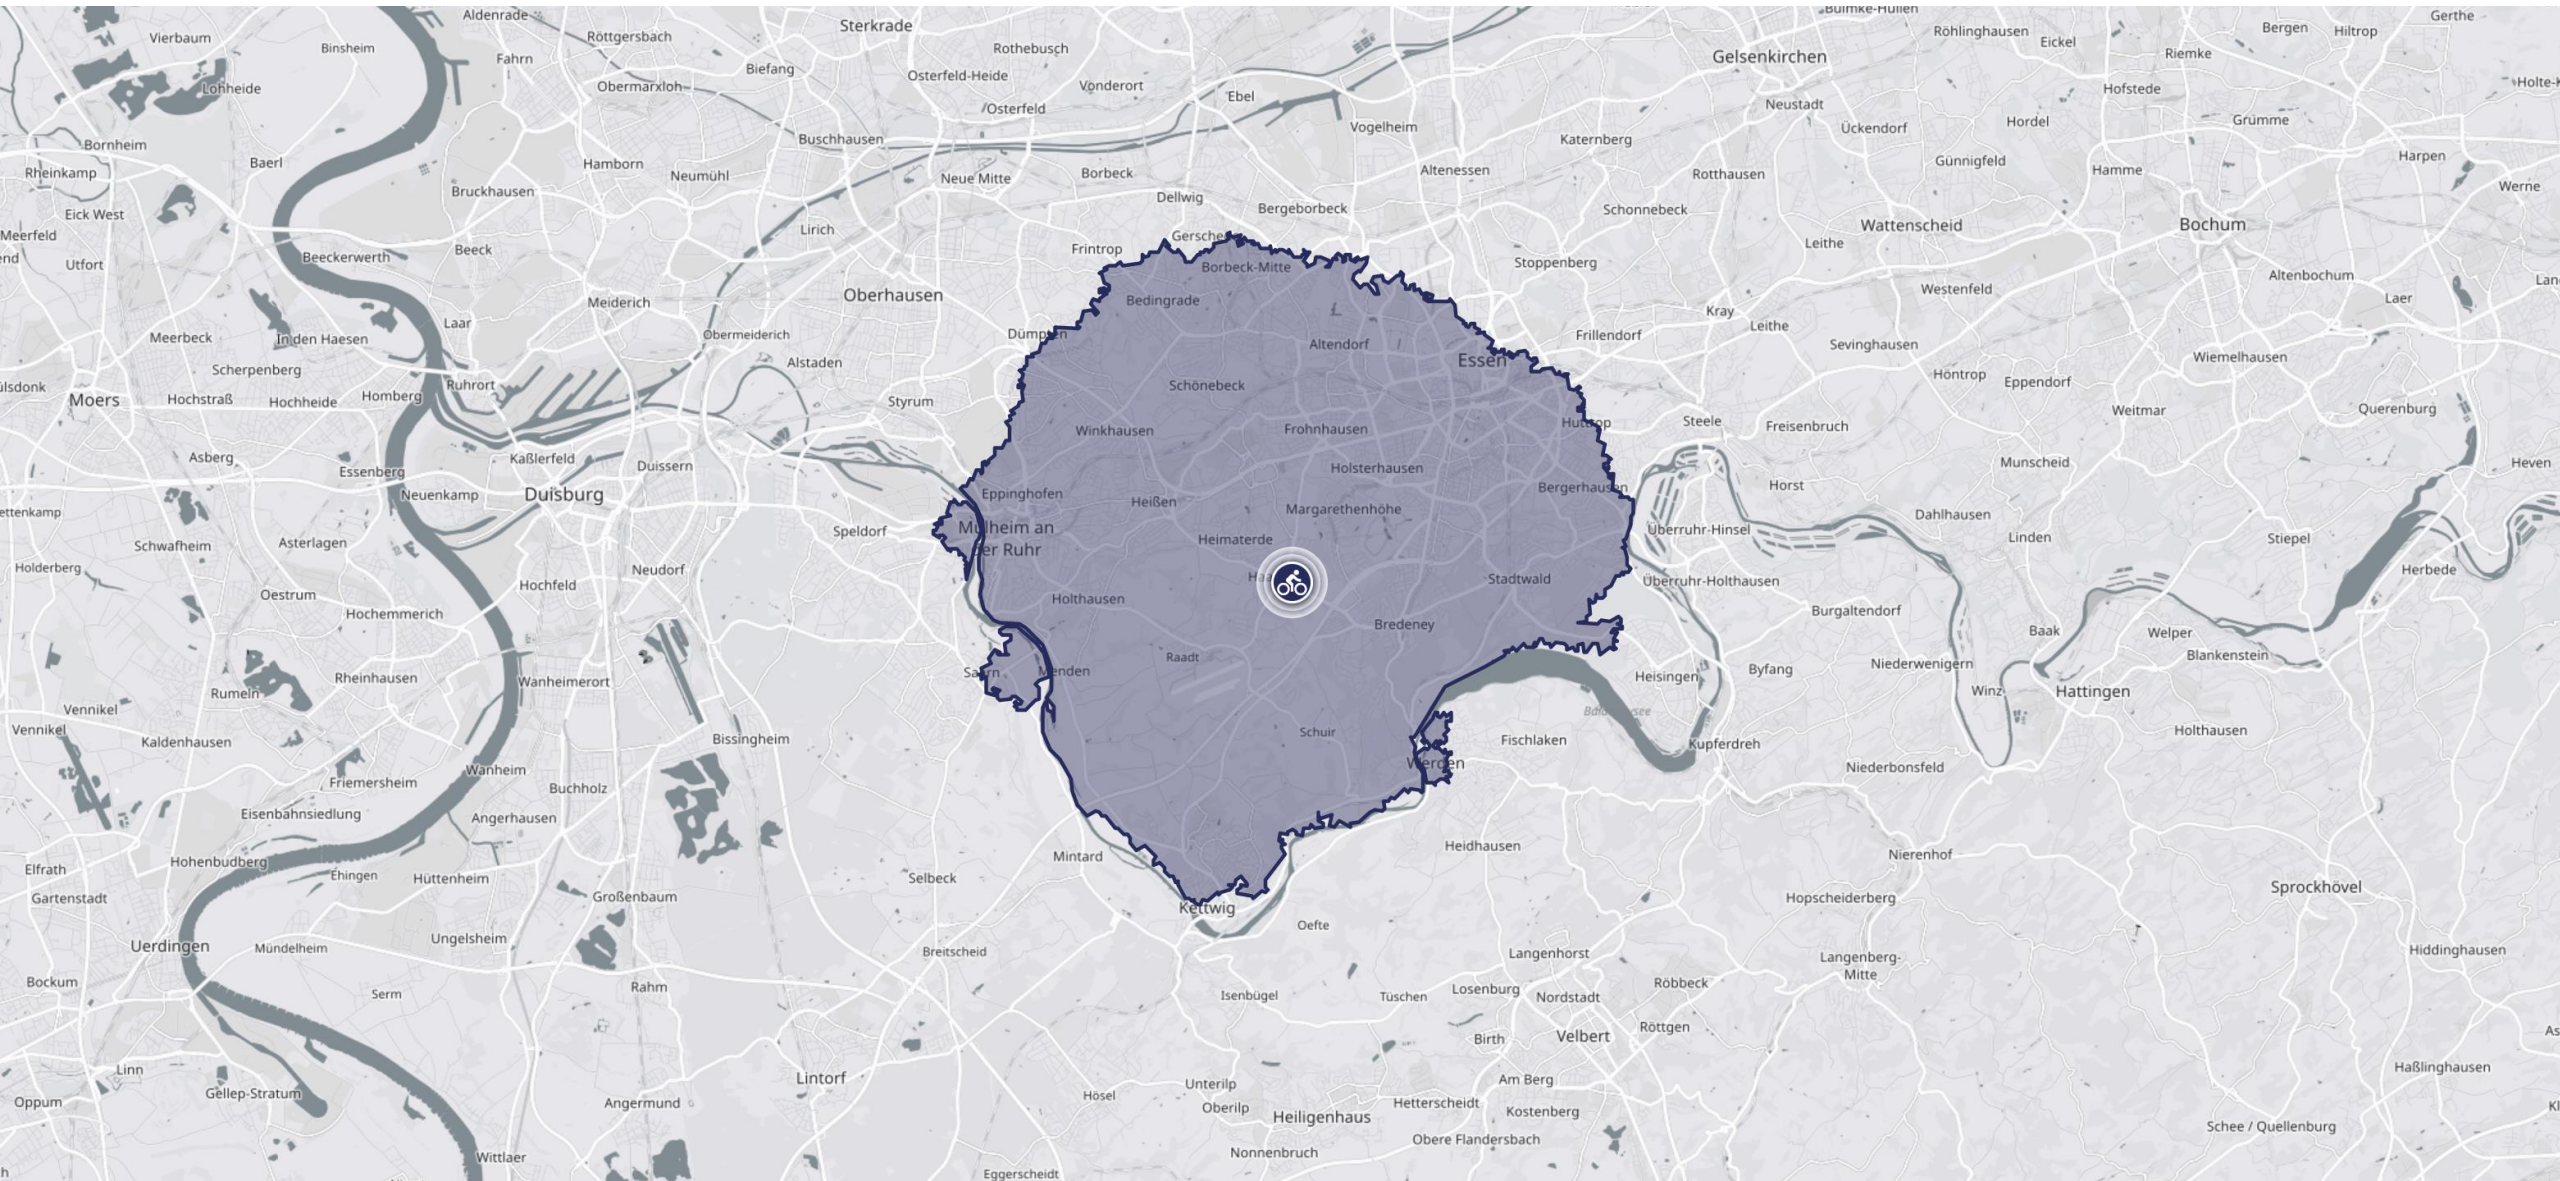 Aldenrade
Bulmke-Hüllen
Gerthe
Vierbaum
Binsheim
Röttgersbach
Sterkrade
Rothebusch
Röhlinghausen
Eickel
Bergen
Hiltrop
Fahrn
Biefang
Osterfeld-Heide
Vonderort
Gelsenkirchen
Riemke
Lohheide
Obermarxloh
Osterfeld
Ebel
Neustadt
Hofstede
Bornheim
Buschhausen
Vogelheim
Katernberg
Ückendorf
Hordel
Grumme
Rheinkamp
Baerl
Hamborn
Neumühl
Neue Mitte
Borbeck
Altenessen
Rotthausen
Günnigfeld
Hamme
Harpen
Werne
Eick West
Bruckhausen
Dellwig
Bergeborbeck
Schonnebeck
Wattenscheid
Bochum
Meerfeld
Utfort
Beeckerwerth
Beeck
Lirich
Frintrop
Borbeck-Mitte
Stoppenberg
Leithe
Altenbochum
Meiderich
Oberhausen
Bedingrade
Westenfeld
Laer
Meerbeck
In den Haesen
Laar
Obermeiderich
Dümpten
Altendorf
Frillendorf
Kray
Leithe
Sevinghausen
Wiemelhausen
Scherpenberg
Alstaden
Schönebeck
Essen
Höntrop
Eppendorf
Moers
Hochstraß
Hochheide
Homberg
Ruhrort
Styrum
Winkhausen
Frohnhausen
Huttrop
Steele
Freisenbruch
Weitmar
Querenburg
Asberg
Essenberg
Kaßlerfeld
Duissern
Holsterhausen
Munscheid
Heven
Neuenkamp
Duisburg
Eppinghofen
Heißen
Margarethenhöhe
Bergerhausen
Horst
Dahlhausen
Schwafheim
Asterlagen
Speldorf
Mülheim an
der Ruhr
Heimaterde
Überruhr-Hinsel
Linden
Stiepel
Holderberg
Oestrum
Hochfeld
Neudorf
Holthausen
Stadtwald
Überruhr-Holthausen
Herbede
Hochemmerich
Bredeney
Burgaltendorf
Baak
Welper
Rumeln
Rheinhausen
Wanheimerort
Saarn
Menden
Raadt
Heisingen
Byfang
Niederwenigern
Winz
Blankenstein
Hattingen
Vennikel
Vennikel
Kaldenhausen
Bissingheim
Schuir
Fischlaken
Kupferdreh
Holthausen
Friemersheim
Wanheim
Buchholz
Werden
Niederbonsfeld
Eisenbahnsiedlung
Angerhausen
Elfrath
Hohenbudberg
Ehingen
Hüttenheim
Mintard
Selbeck
Heidhausen
Nierenhof
Gartenstadt
Großenbaum
Kettwig
Oefte
Hopscheiderberg
Sprockhövel
Uerdingen
Mündelheim
Ungelsheim
Breitscheid
Langenhorst
Langenberg-
Mitte
Hiddinghausen
Bockum
Serm
Rahm
Isenbügel
Tüschen
Losenburg
Nordstadt
Röbbeck
Birth
Velbert
Röttgen
Linn
Gellep-Stratum
Lintorf
Unterilp
Am Berg
Haßlinghausen
Oppum
Angermund
Hösel
Oberilp
Heiligenhaus
Hetterscheidt
Kostenberg
Schee / Quellenburg
Wittlaer
Eggerscheidt
Nonnenbruch
Obere Flandersbach